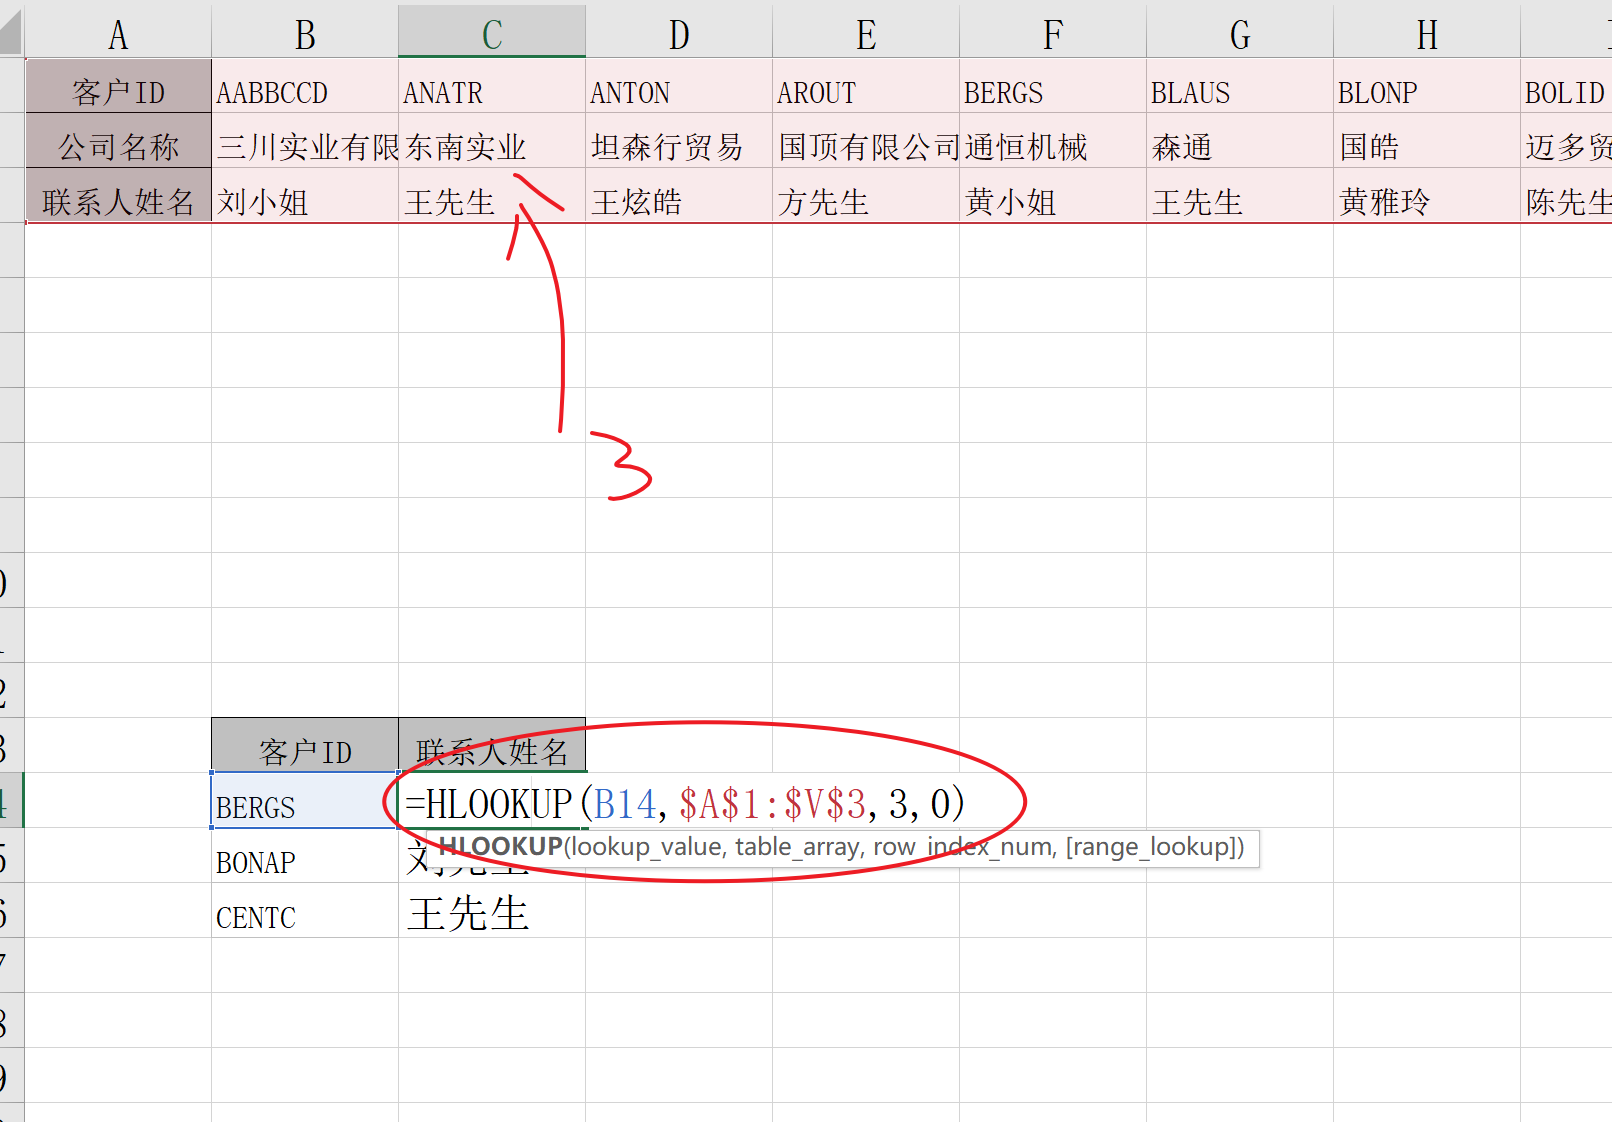 A B C D E F G H
客户ID AABBCCD ANATR ANTON AROUT BERGS BLAUS BLONP BOLID
公司名称 三川实业有限 东南实业 坦森行贸易 国顶有限公司 通恒机械 森通 国皓 迈多贸
联系人姓名 刘小姐 王先生 王炫皓 方先生 黄小姐 王先生 黄雅玲 陈先生
3
0
1
2
3 客户ID 联系人姓名
4 BERGS =HLOOKUP(B14,$A$1:$V$3,3,0)
HLOOKUP(lookup_value, table_array, row_index_num, [range_lookup])
5 BONAP 刘先生
6 CENTC 王先生
7
8
9